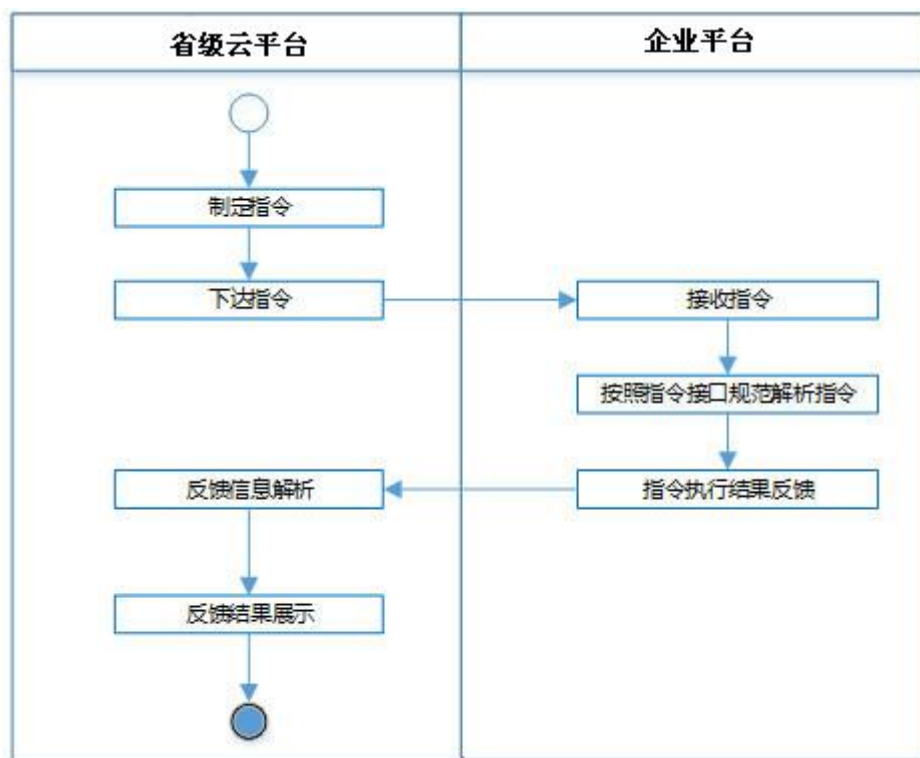 省级云平台
企业平台
制定指令
下达指令
接收指令
按照指令接口规范解析指令
反馈信息解析
指令执行结果反馈
反馈结果展示